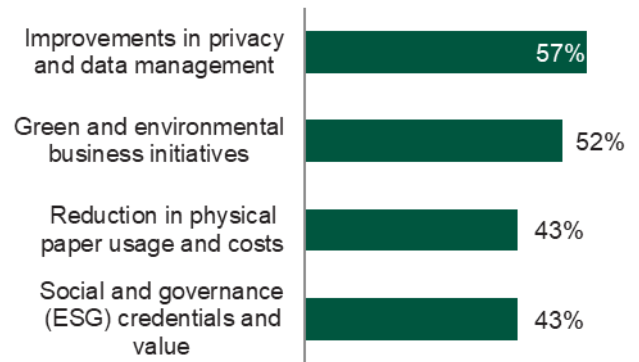 Improvements in privacy
and data management
57%
Green and environmental
business initiatives
52%
Reduction in physical
paper usage and costs
43%
Social and governance
(ESG) credentials and
value
43%